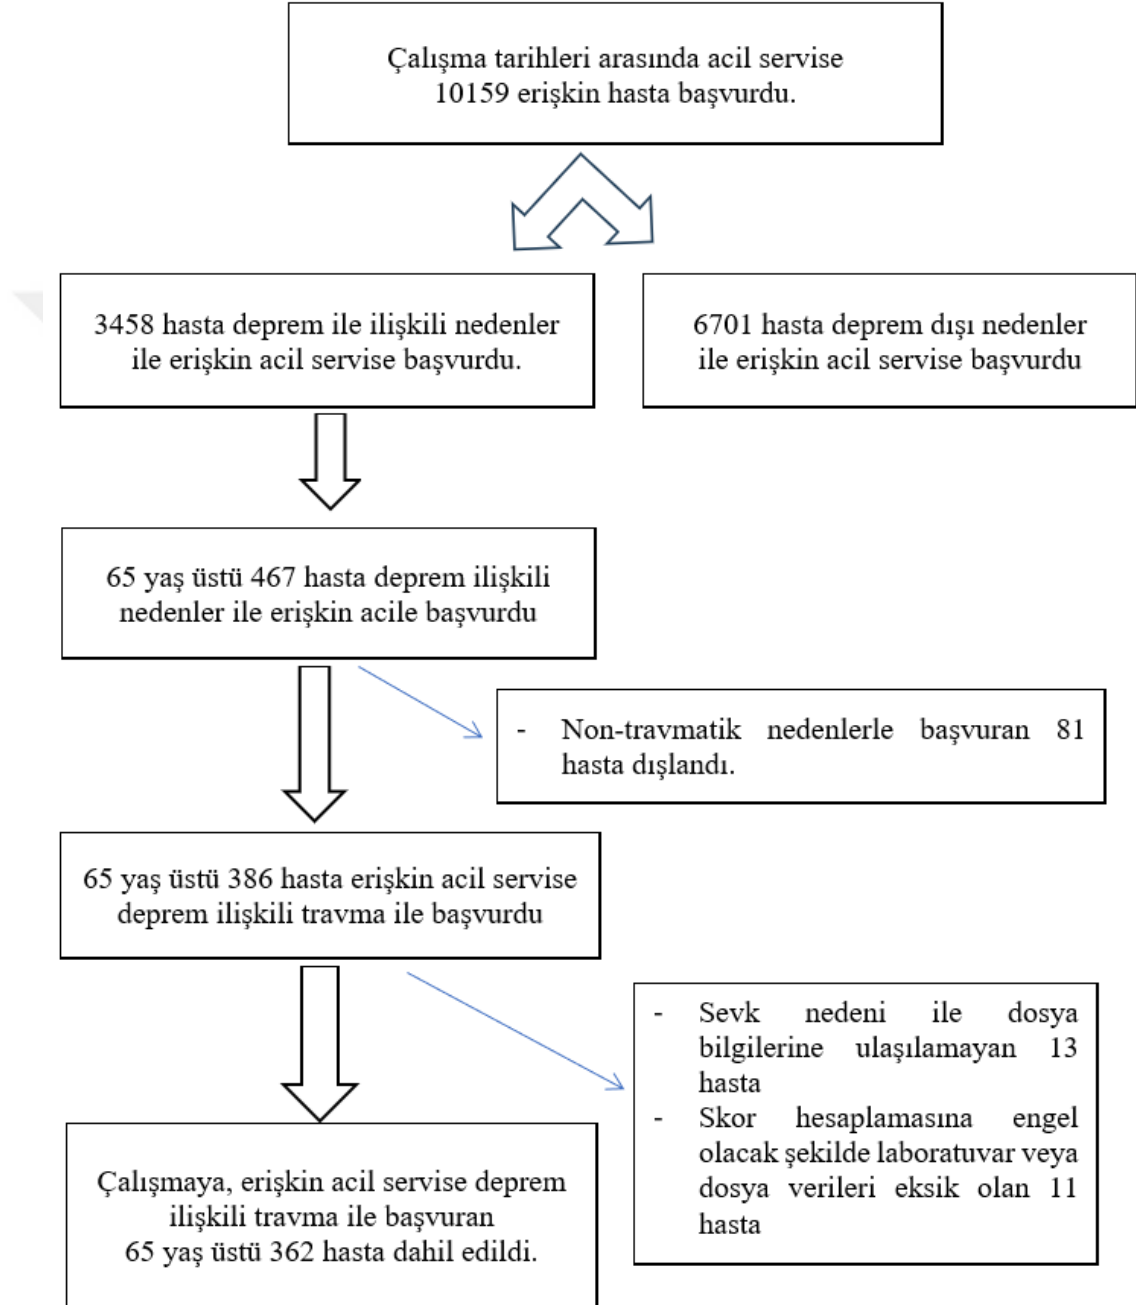 Çalışma tarihleri arasında acil servise
10159 erişkin hasta başvurdu.
3458 hasta deprem ile ilişkili nedenler
ile erişkin acil servise başvurdu.
6701 hasta deprem dışı nedenler
ile erişkin acil servise başvurdu
65 yaş üstü 467 hasta deprem ilişkili
nedenler ile erişkin acile başvurdu
- Non-travmatik nedenlerle başvuran 81
hasta dışlandı.
65 yaş üstü 386 hasta erişkin acil servise
deprem ilişkili travma ile başvurdu
- Sevk nedeni ile dosya
bilgilerine ulaşılamayan 13
hasta
- Skor hesaplamasına engel
olacak şekilde laboratuvar veya
dosya verileri eksik olan 11
hasta
Çalışmaya, erişkin acil servise deprem
ilişkili travma ile başvuran
65 yaş üstü 362 hasta dahil edildi.